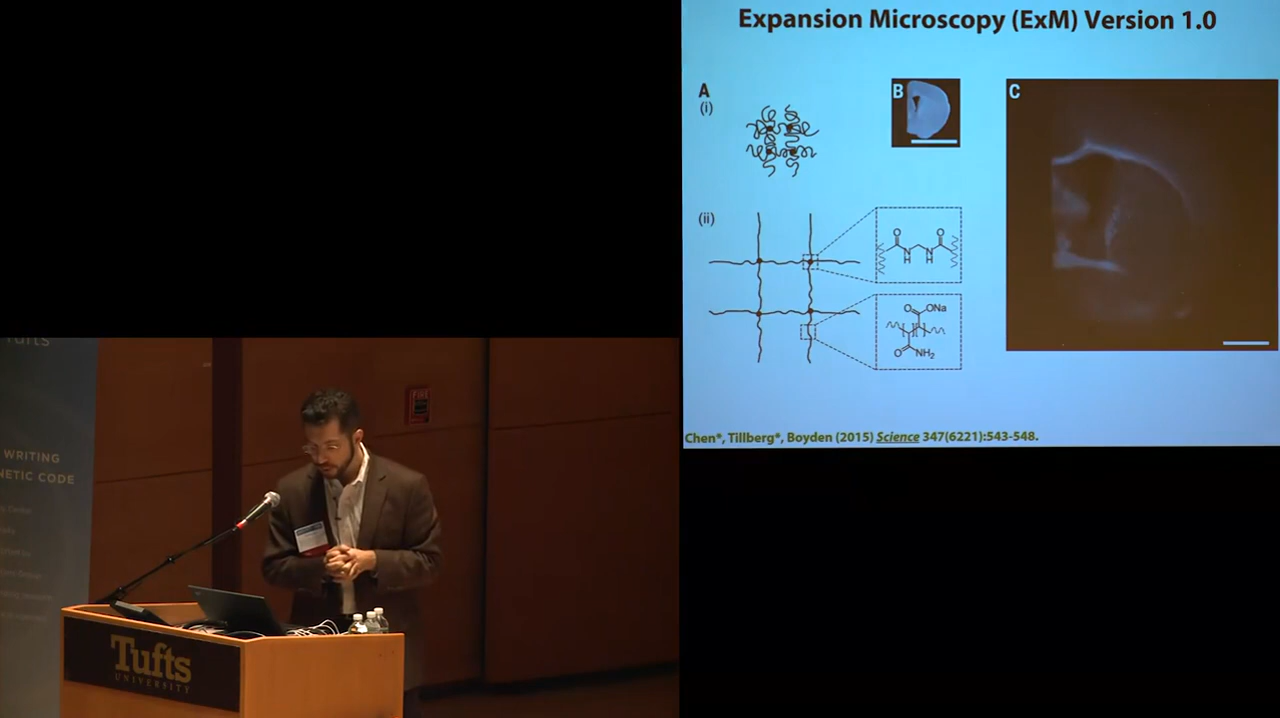 Expansion Microscopy (ExM) Version 1.0
A
(i)
B
C
(ii)
O
O
N
H
N
H
O
ONa
O
NH₂
Chen*, Tillberg*, Boyden (2015) Science 347(6221):543-548.
Tufts
WRITING
NETIC CODE
Tufts
UNIVERSITY